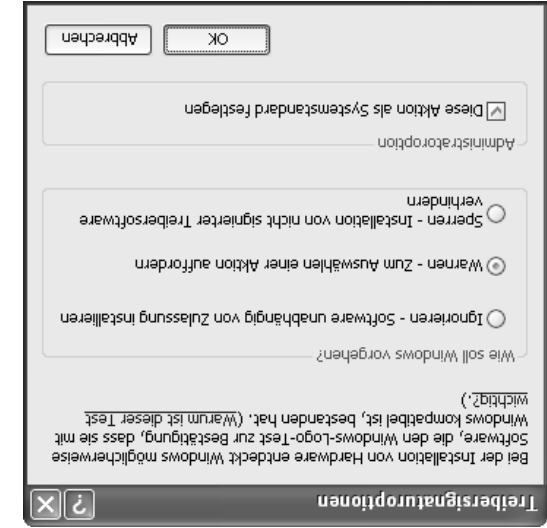 Treibersignaturoptionen
Bei der Installation von Hardware entdeckt Windows möglicherweise
Software, die den Windows-Logo-Test zur Bestätigung, dass sie mit
Windows kompatibel ist, bestanden hat. (Warum ist dieser Test
wichtig?.)
Wie soll Windows vorgehen?
Ignorieren - Software unabhängig von Zulassung installieren
Warnen - Zum Auswählen einer Aktion auffordern
Sperren - Installation von nicht signierter Treibersoftware
verhindern
Administratoroption
Diese Aktion als Systemstandard festlegen
OK
Abbrechen